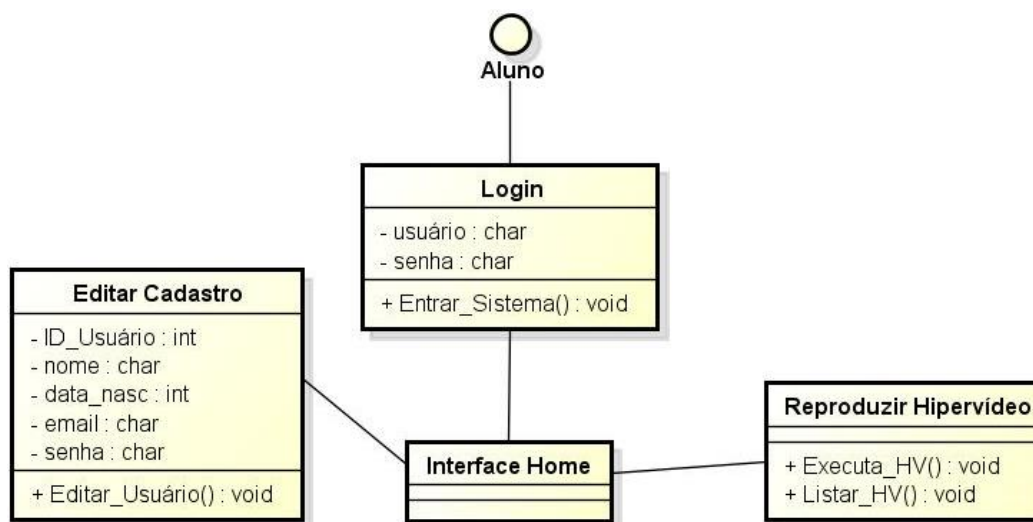 Aluno
Login
- usuário : char
- senha : char
+ Entrar_Sistema() : void
Editar Cadastro
- ID_Usuário : int
- nome : char
- data_nasc : int
- email : char
- senha : char
+ Editar_Usuário() : void
Interface Home
Reproduzir Hipervídeo
+ Executa_HV() : void
+ Listar_HV() : void